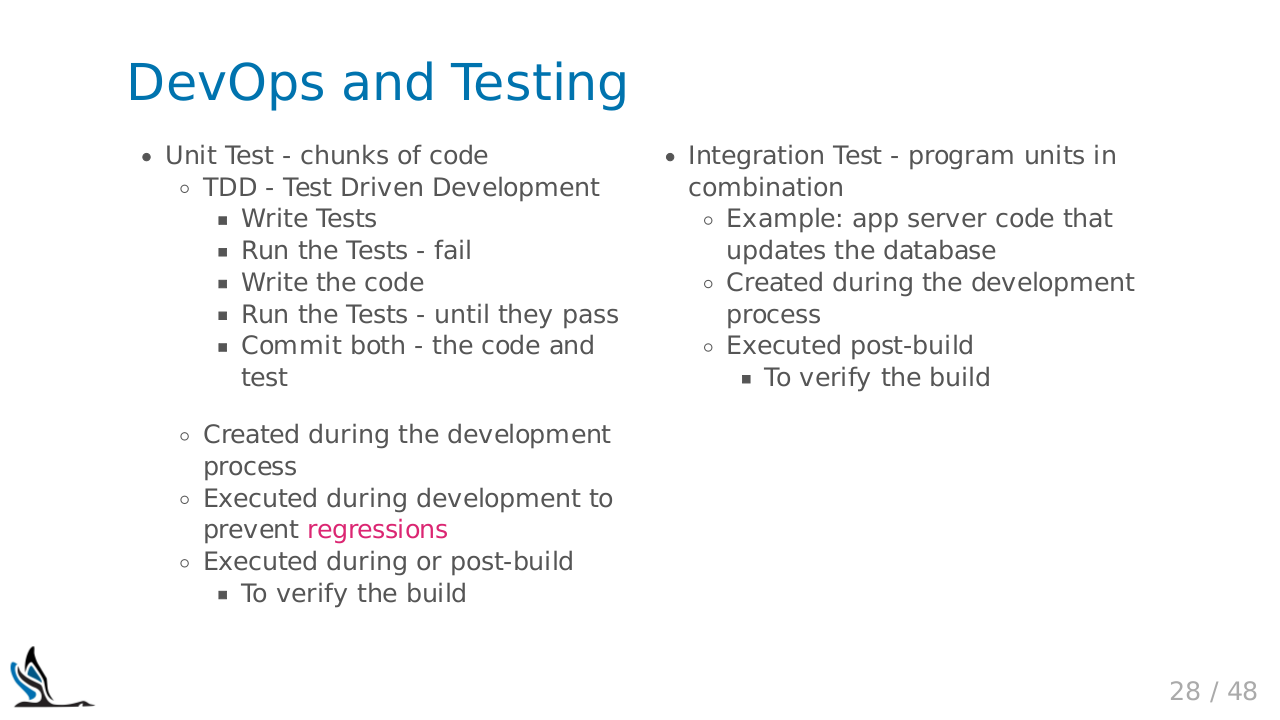 DevOps and Testing
Unit Test - chunks of code
TDD - Test Driven Development
Write Tests
Run the Tests - fail
Write the code
Run the Tests - until they pass
Commit both - the code and
test
Created during the development
process
Executed during development to
prevent regressions
Executed during or post-build
To verify the build
Integration Test - program units in
combination
Example: app server code that
updates the database
Created during the development
process
Executed post-build
To verify the build
28 / 48